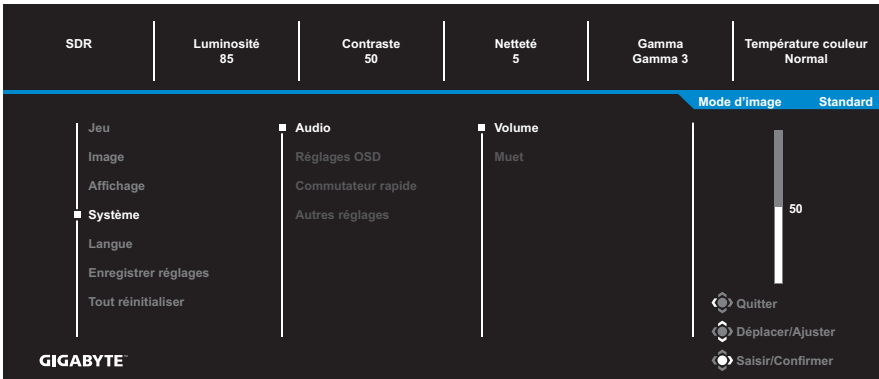 SDR
Luminosité
85
Contraste
50
Netteté
5
Gamma
Gamma 3
Température couleur
Normal
Mode d'image Standard
Jeu
Image
Affichage
Système
Langue
Enregistrer réglages
Tout réinitialiser
Audio
Réglages OSD
Commutateur rapide
Autres réglages
Volume
Muet
50
Quitter
Déplacer/Ajuster
Saisir/Confirmer
GIGABYTE™